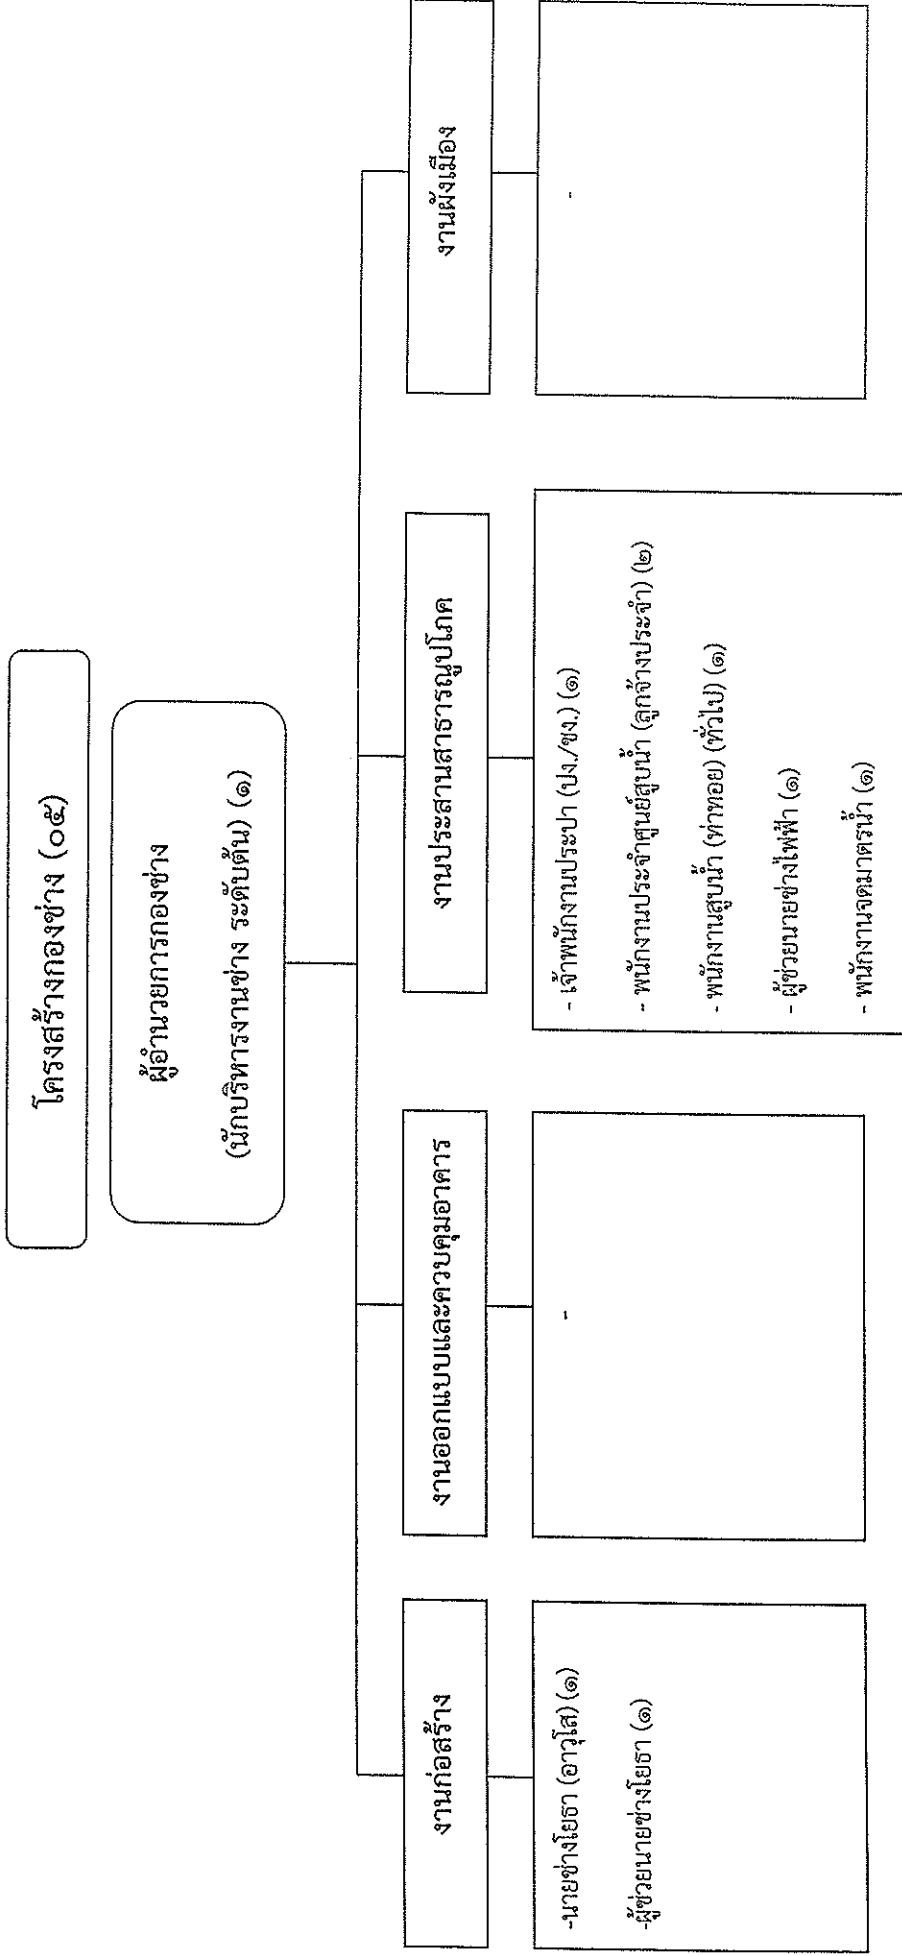 โครงสร้างกองช่าง (๐๕)
ผู้อำนวยการกองช่าง
(นักบริหารงานช่าง ระดับต้น) (๑)
งานก่อสร้าง
-นายช่างโยธา (อาวุโส) (๑)
-ผู้ช่วยนายช่างโยธา (๑)
งานออกแบบและควบคุมอาคาร
-
งานประสานสาธารณูปโภค
- เจ้าพนักงานประปา (ปง./ชง.) (๑)
- พนักงานประจำศูนย์สูบน้ำ (ลูกจ้างประจำ) (๒)
- พนักงานสูบน้ำ (ท่าทอย) (ทั่วไป) (๑)
- ผู้ช่วยนายช่างไฟฟ้า (๑)
- พนักงานจดมาตรน้ำ (๑)
งานผังเมือง
-